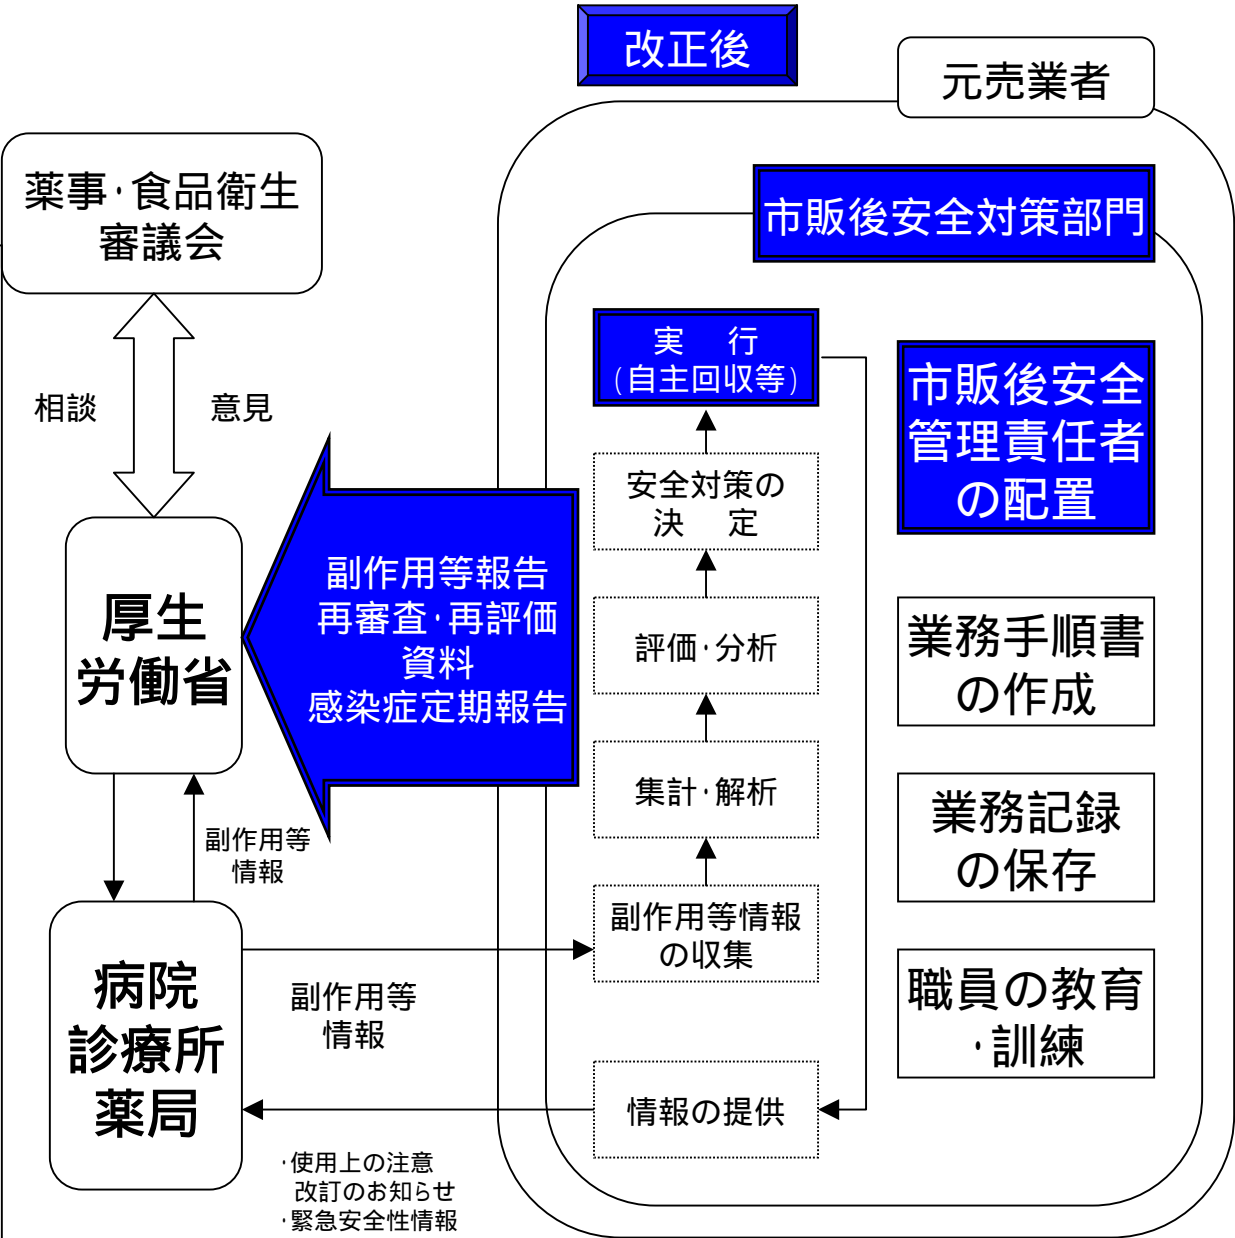 改正後
元売業者
薬事・食品衛生
審議会
市販後安全対策部門
相談
意見
実　行
(自主回収等)
安全対策の
決　定
評価・分析
集計・解析
副作用等情報
の収集
情報の提供
市販後安全
管理責任者
の配置
業務手順書
の作成
業務記録
の保存
職員の教育
・訓練
副作用等報告
再審査・再評価
資料
感染症定期報告
厚生
労働省
副作用等
情報
病院
診療所
薬局
副作用等
情報
・使用上の注意
改訂のお知らせ
・緊急安全性情報